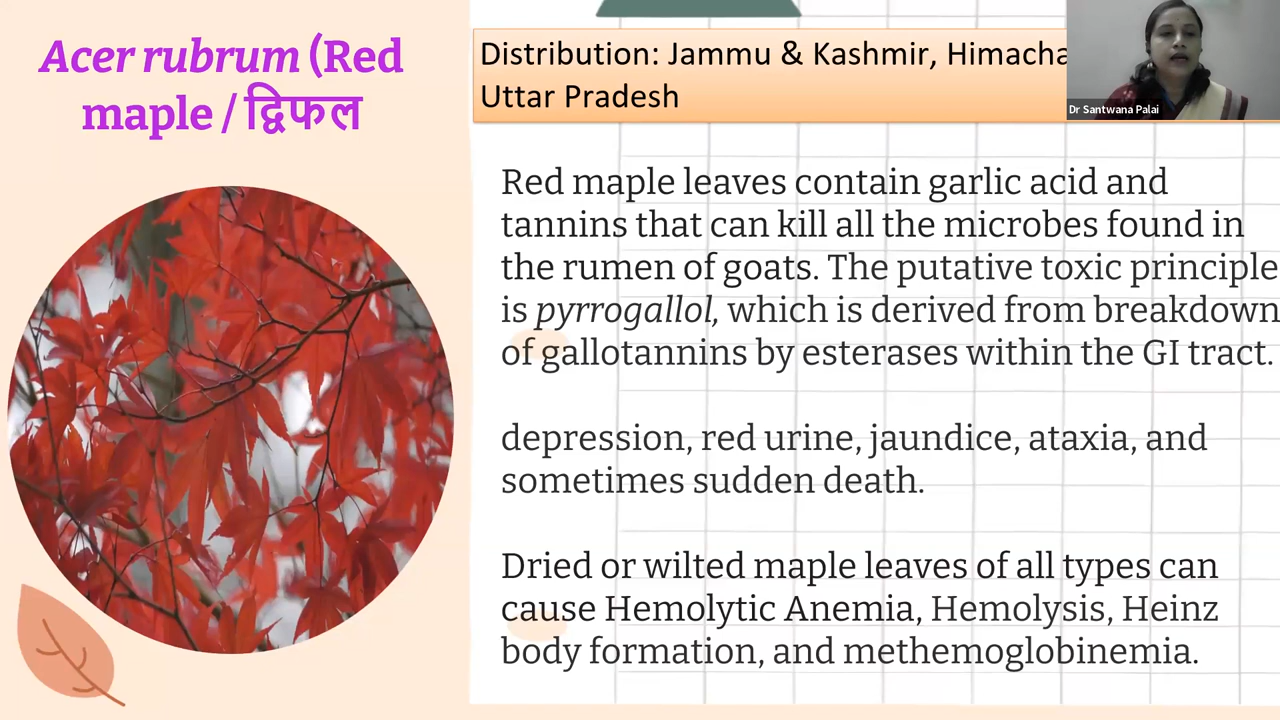 Acer rubrum (Red
maple / द्विफल
Distribution: Jammu & Kashmir,
Uttar Pradesh
Dr Santwana Palai
Red maple leaves contain garlic acid and
tannins that can kill all the microbes found in
the rumen of goats. The putative toxic principle
is pyrrogallol, which is derived from breakdown
of gallotannins by esterases within the GI tract.
depression, red urine, jaundice, ataxia, and
sometimes sudden death.
Dried or wilted maple leaves of all types can
cause Hemolytic Anemia, Hemolysis, Heinz
body formation, and methemoglobinemia.